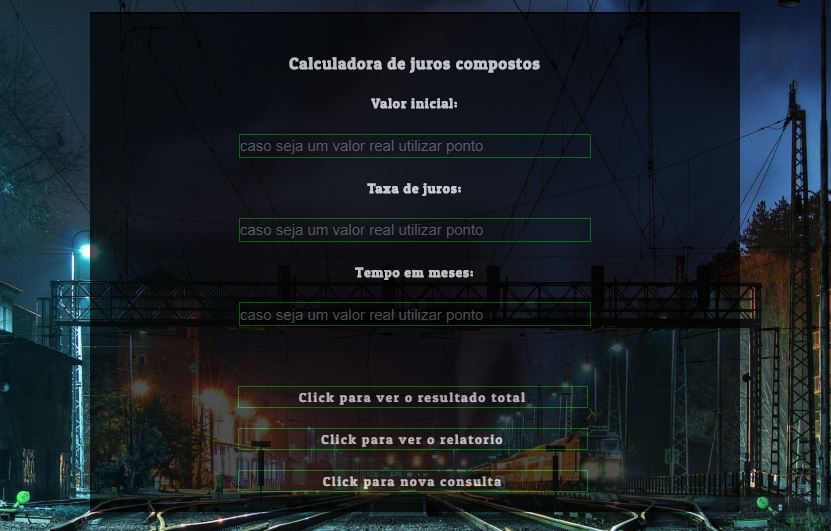 Calculadora de juros compostos
Valor inicial:
caso seja um valor real utilizar ponto
Taxa de juros:
caso seja um valor real utilizar ponto
Tempo em meses:
caso seja um valor real utilizar ponto
Click para ver o resultado total
Click para ver o relatorio
Click para nova consulta